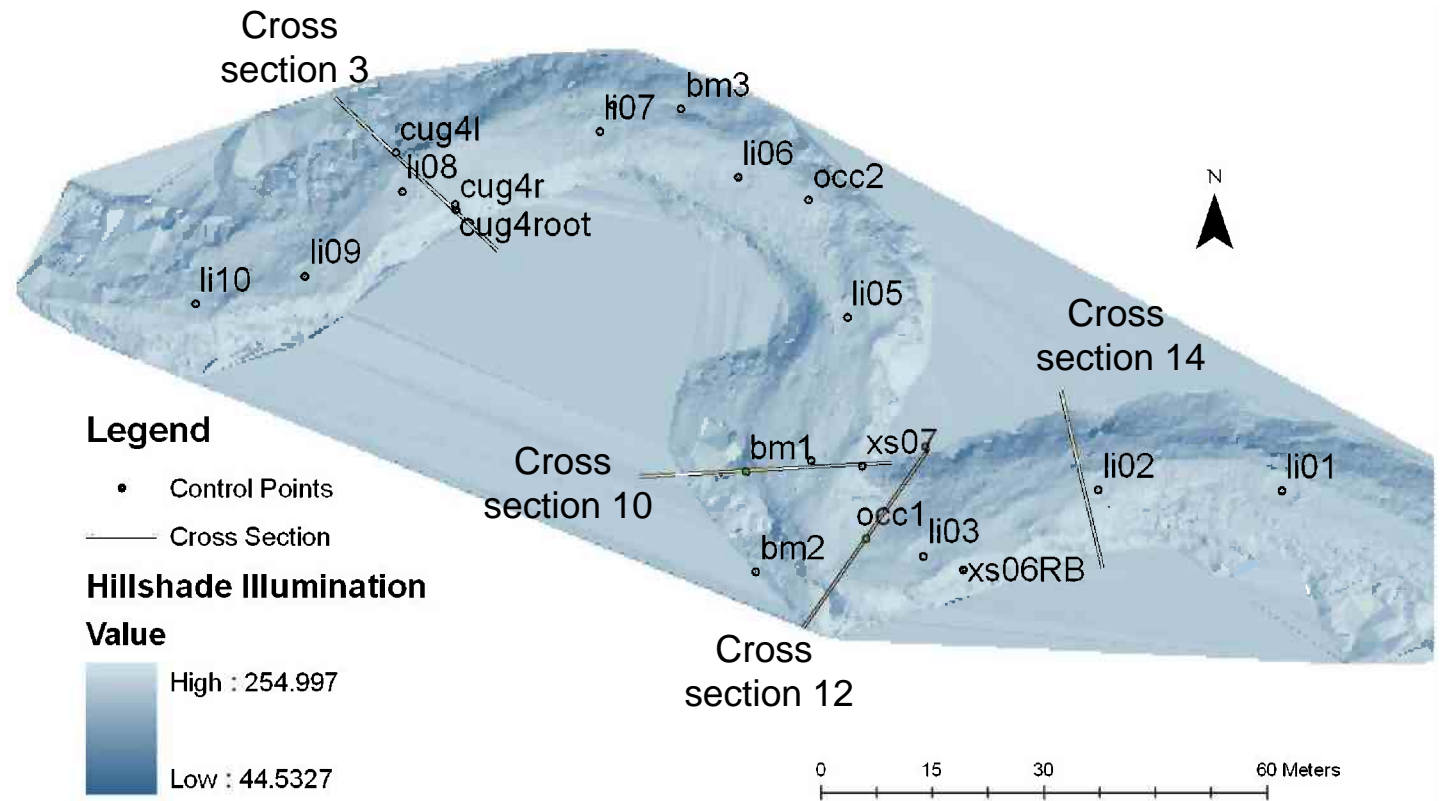 Cross
section 3
bm3
li07
cug4l
li08
li06
occ2
cug4r
cug4root
N
li09
li10
li05
Cross
section 14
Legend
Control Points
Cross Section
Hillshade Illumination
Value
High : 254.997
Low : 44.5327
Cross
section 10
bm1
xs07
li02
li01
occ1
li03
bm2
xs06RB
Cross
section 12
0 15 30 60 Meters